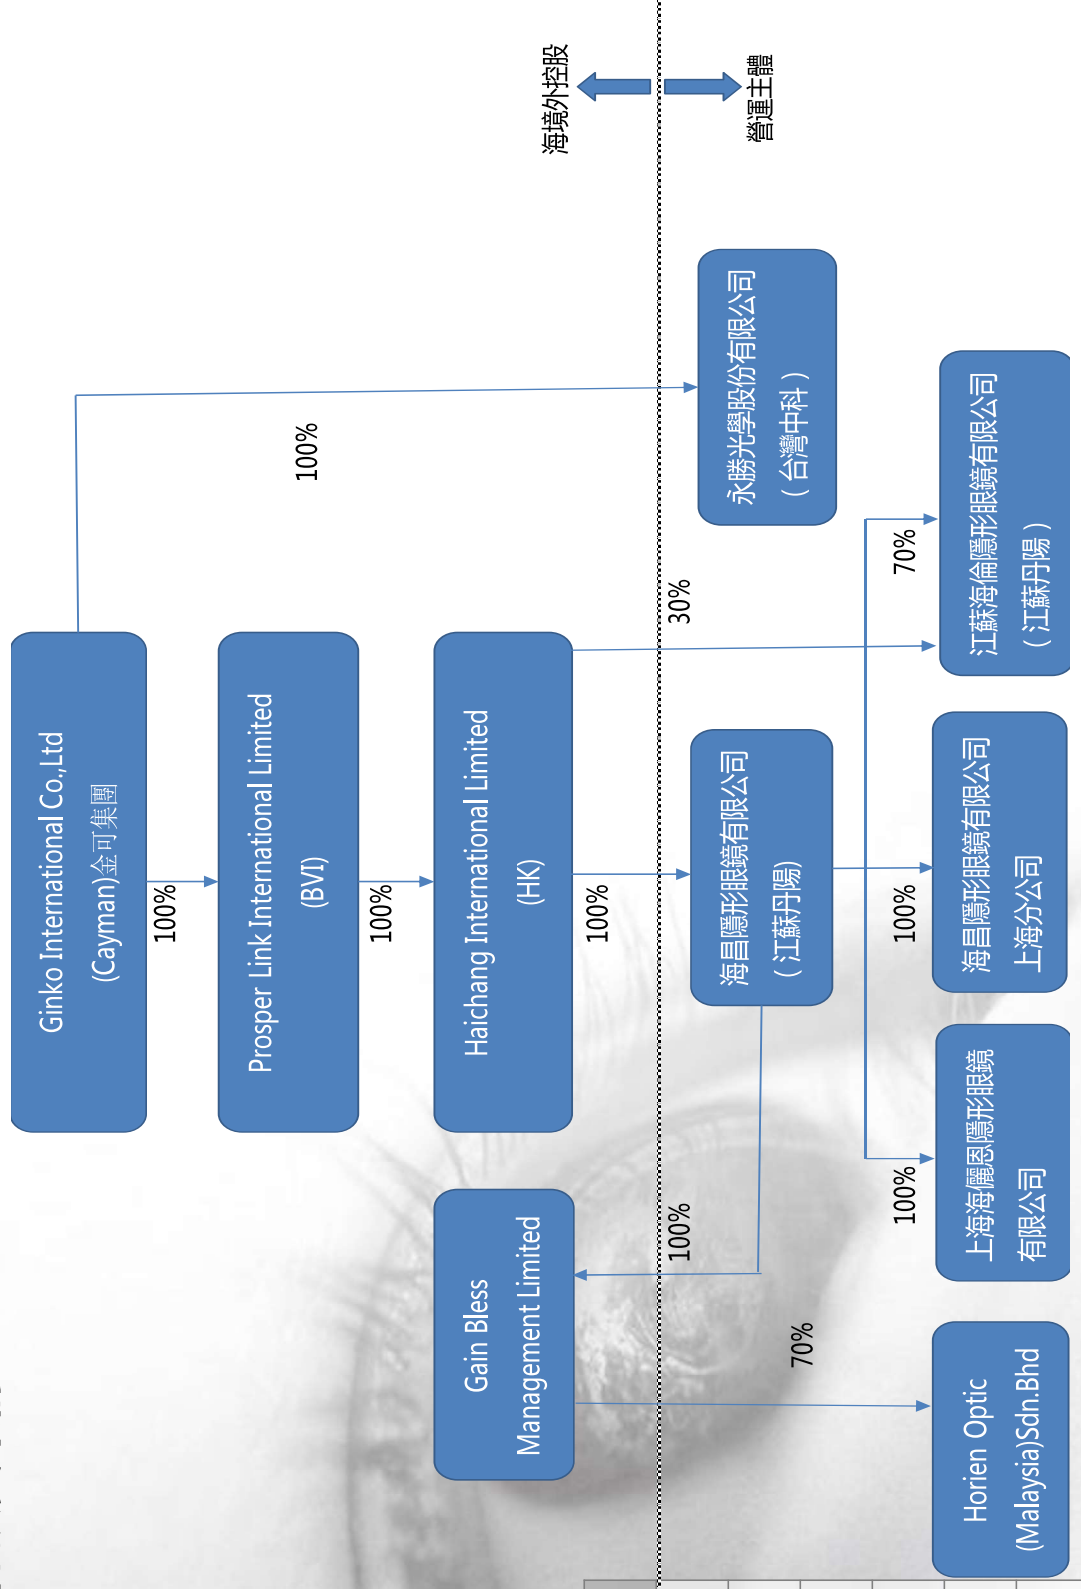 Ginko International Co.,Ltd
(Cayman)金可集團
100%
100%
Prosper Link International Limited
(BVI)
100%
Gain Bless
Management Limited
Haichang International Limited
(HK)
海境外控股
100%
100%
30%
營運主體
70%
海昌隱形眼鏡有限公司
( 江蘇丹陽)
永勝光學股份有限公司
( 台灣中科 )
100%
100%
70%
Horien Optic
(Malaysia)Sdn.Bhd
上海海儷恩隱形眼鏡
有限公司
海昌隱形眼鏡有限公司
上海分公司
江蘇海倫隱形眼鏡有限公司
( 江蘇丹陽 )